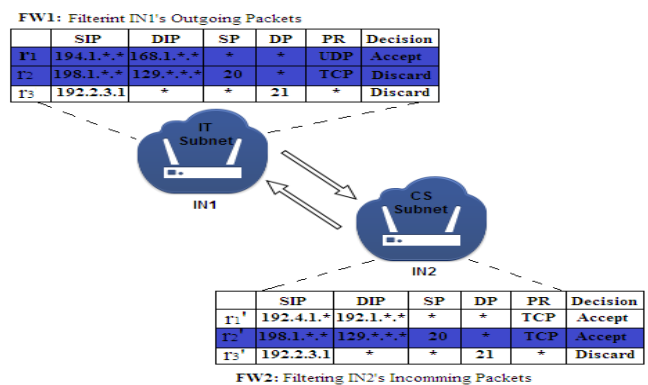 FW1: Filterint IN1's Outgoing Packets
SIP DIP SP DP PR Decision
r1 194.1.*.* 168.1.*.* * * UDP Accept
r2 198.1.*.* 129.*.*.* 20 * TCP Discard
r3 192.2.3.1 * * 21 * Discard
IT
Subnet
IN1
CS
Subnet
IN2
SIP DIP SP DP PR Decision
r1' 192.4.1.* 192.1.*.* * * TCP Accept
r2' 198.1.*.* 129.*.*.* 20 * TCP Accept
r3' 192.2.3.1 * * 21 * Discard
FW2: Filtering IN2's Incomming Packets